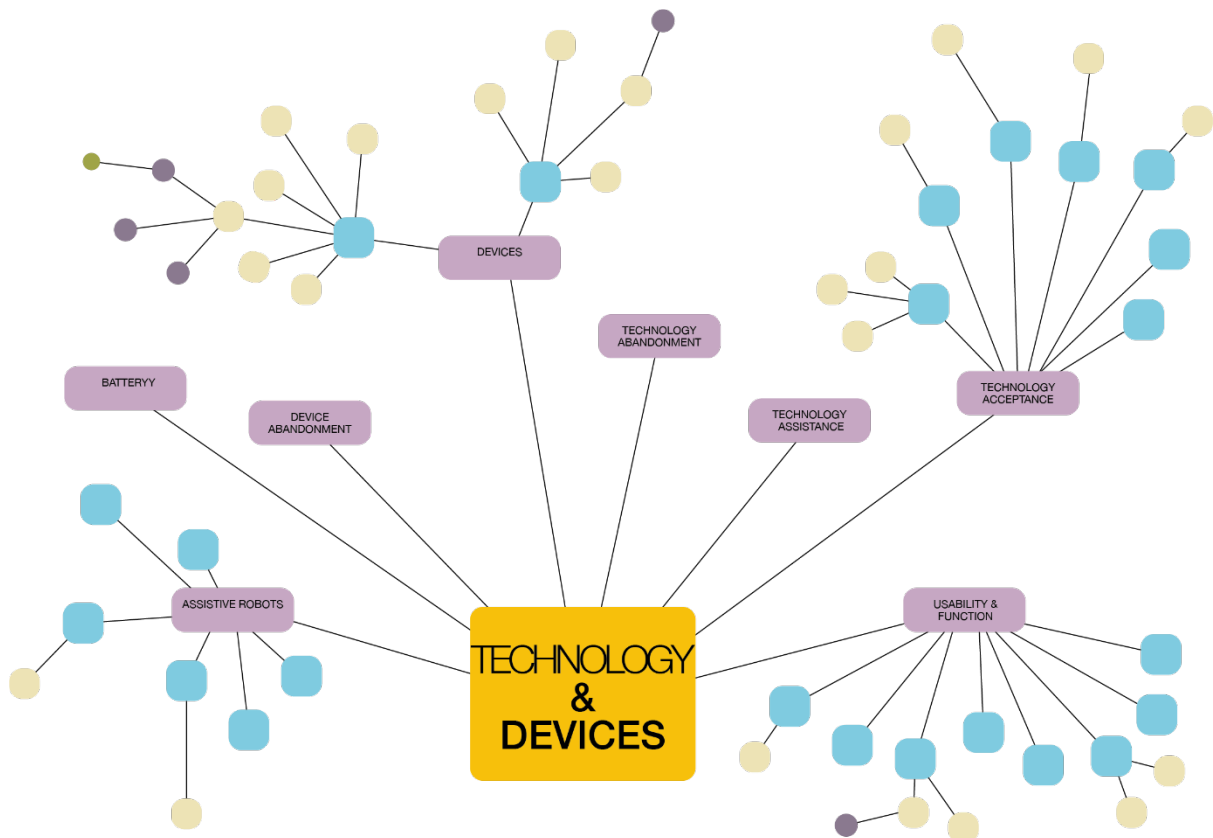 DEVICES
TECHNOLOGY
ABANDONMENT
BATTERYY
DEVICE
ABANDONMENT
TECHNOLOGY
ASSISTANCE
TECHNOLOGY
ACCEPTANCE
ASSISTIVE ROBOTS
USABILITY &
FUNCTION
TECHNOLOGY
&
DEVICES